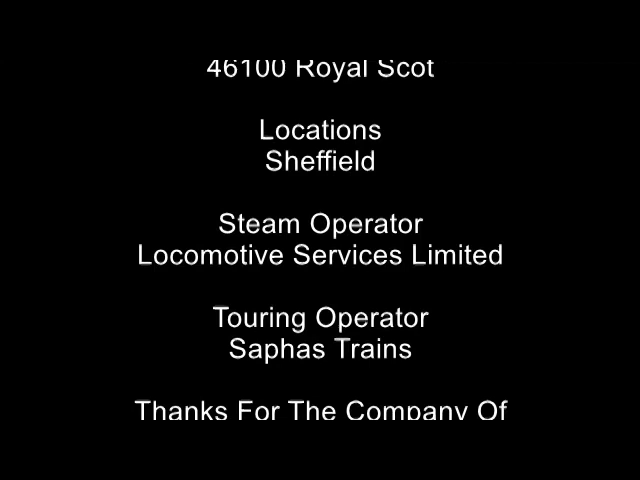 46100 Royal Scot
Locations
Sheffield
Steam Operator
Locomotive Services Limited
Touring Operator
Saphas Trains
Thanks For The Company Of